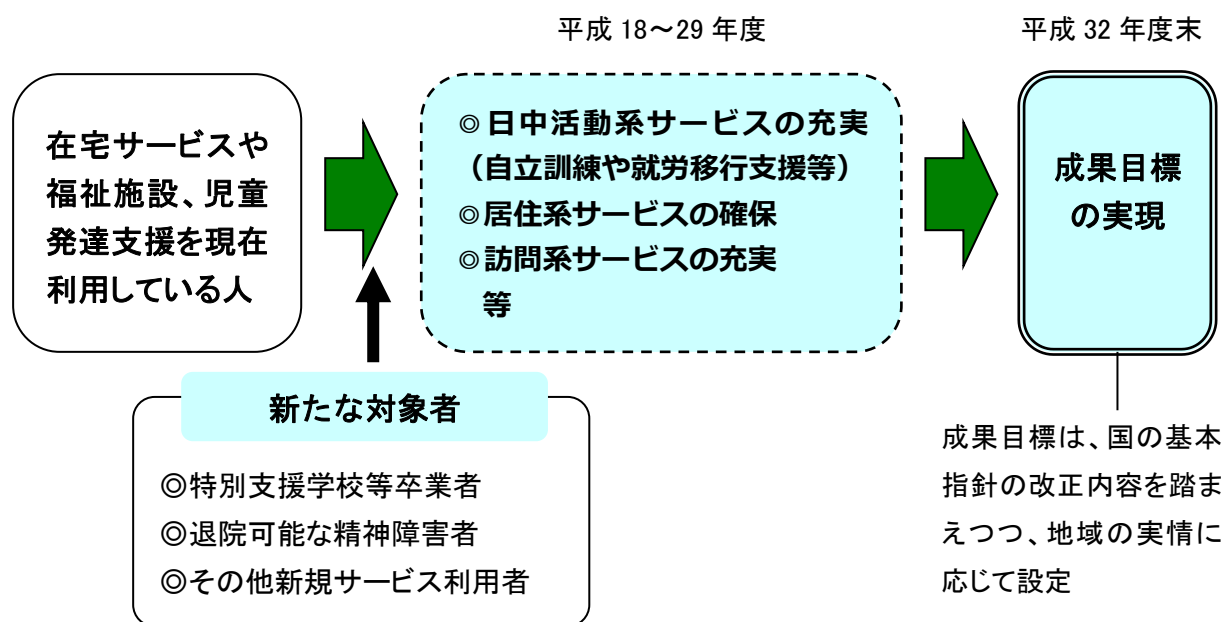 平成 18~29 年度
平成 32 年度末
在宅サービスや
福祉施設、児童
発達支援を現在
利用している人
◎日中活動系サービスの充実
(自立訓練や就労移行支援等)
◎居住系サービスの確保
◎訪問系サービスの充実
等
成果目標
の実現
新たな対象者
◎特別支援学校等卒業者
◎退院可能な精神障害者
◎その他新規サービス利用者
成果目標は、国の基本
指針の改正内容を踏ま
えつつ、地域の実情に
応じて設定